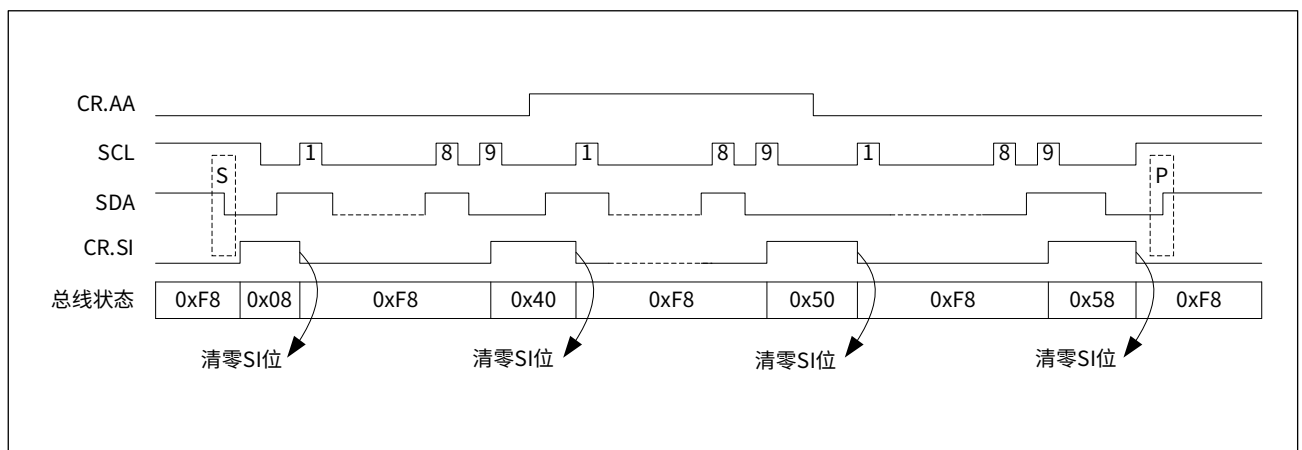 CR.AA
SCL 1 8 9 1 8 9 1 8 9
S P
SDA
CR.SI
总线状态 0xF8 0x08 0xF8 0x40 0xF8 0x50 0xF8 0x58 0xF8
清零SI位 清零SI位 清零SI位 清零SI位